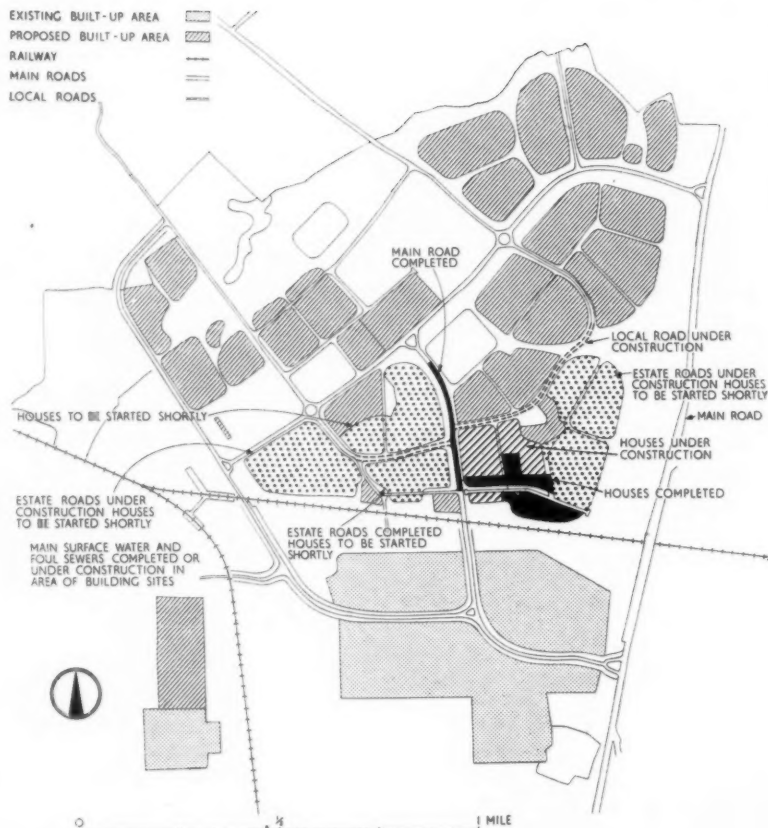 EXISTING BUILT-UP AREA
PROPOSED BUILT-UP AREA
RAILWAY
MAIN ROADS
LOCAL ROADS
MAIN ROAD
COMPLETED
LOCAL ROAD UNDER
CONSTRUCTION
ESTATE ROADS UNDER
CONSTRUCTION HOUSES
TO BE STARTED SHORTLY
MAIN ROAD
HOUSES TO BE STARTED SHORTLY
HOUSES UNDER
CONSTRUCTION
HOUSES COMPLETED
ESTATE ROADS UNDER
CONSTRUCTION HOUSES
TO BE STARTED SHORTLY
ESTATE ROADS COMPLETED
HOUSES TO BE STARTED
SHORTLY
MAIN SURFACE WATER AND
FOUL SEWERS COMPLETED OR
UNDER CONSTRUCTION IN
AREA OF BUILDING SITES
0 ½ 1 MILE